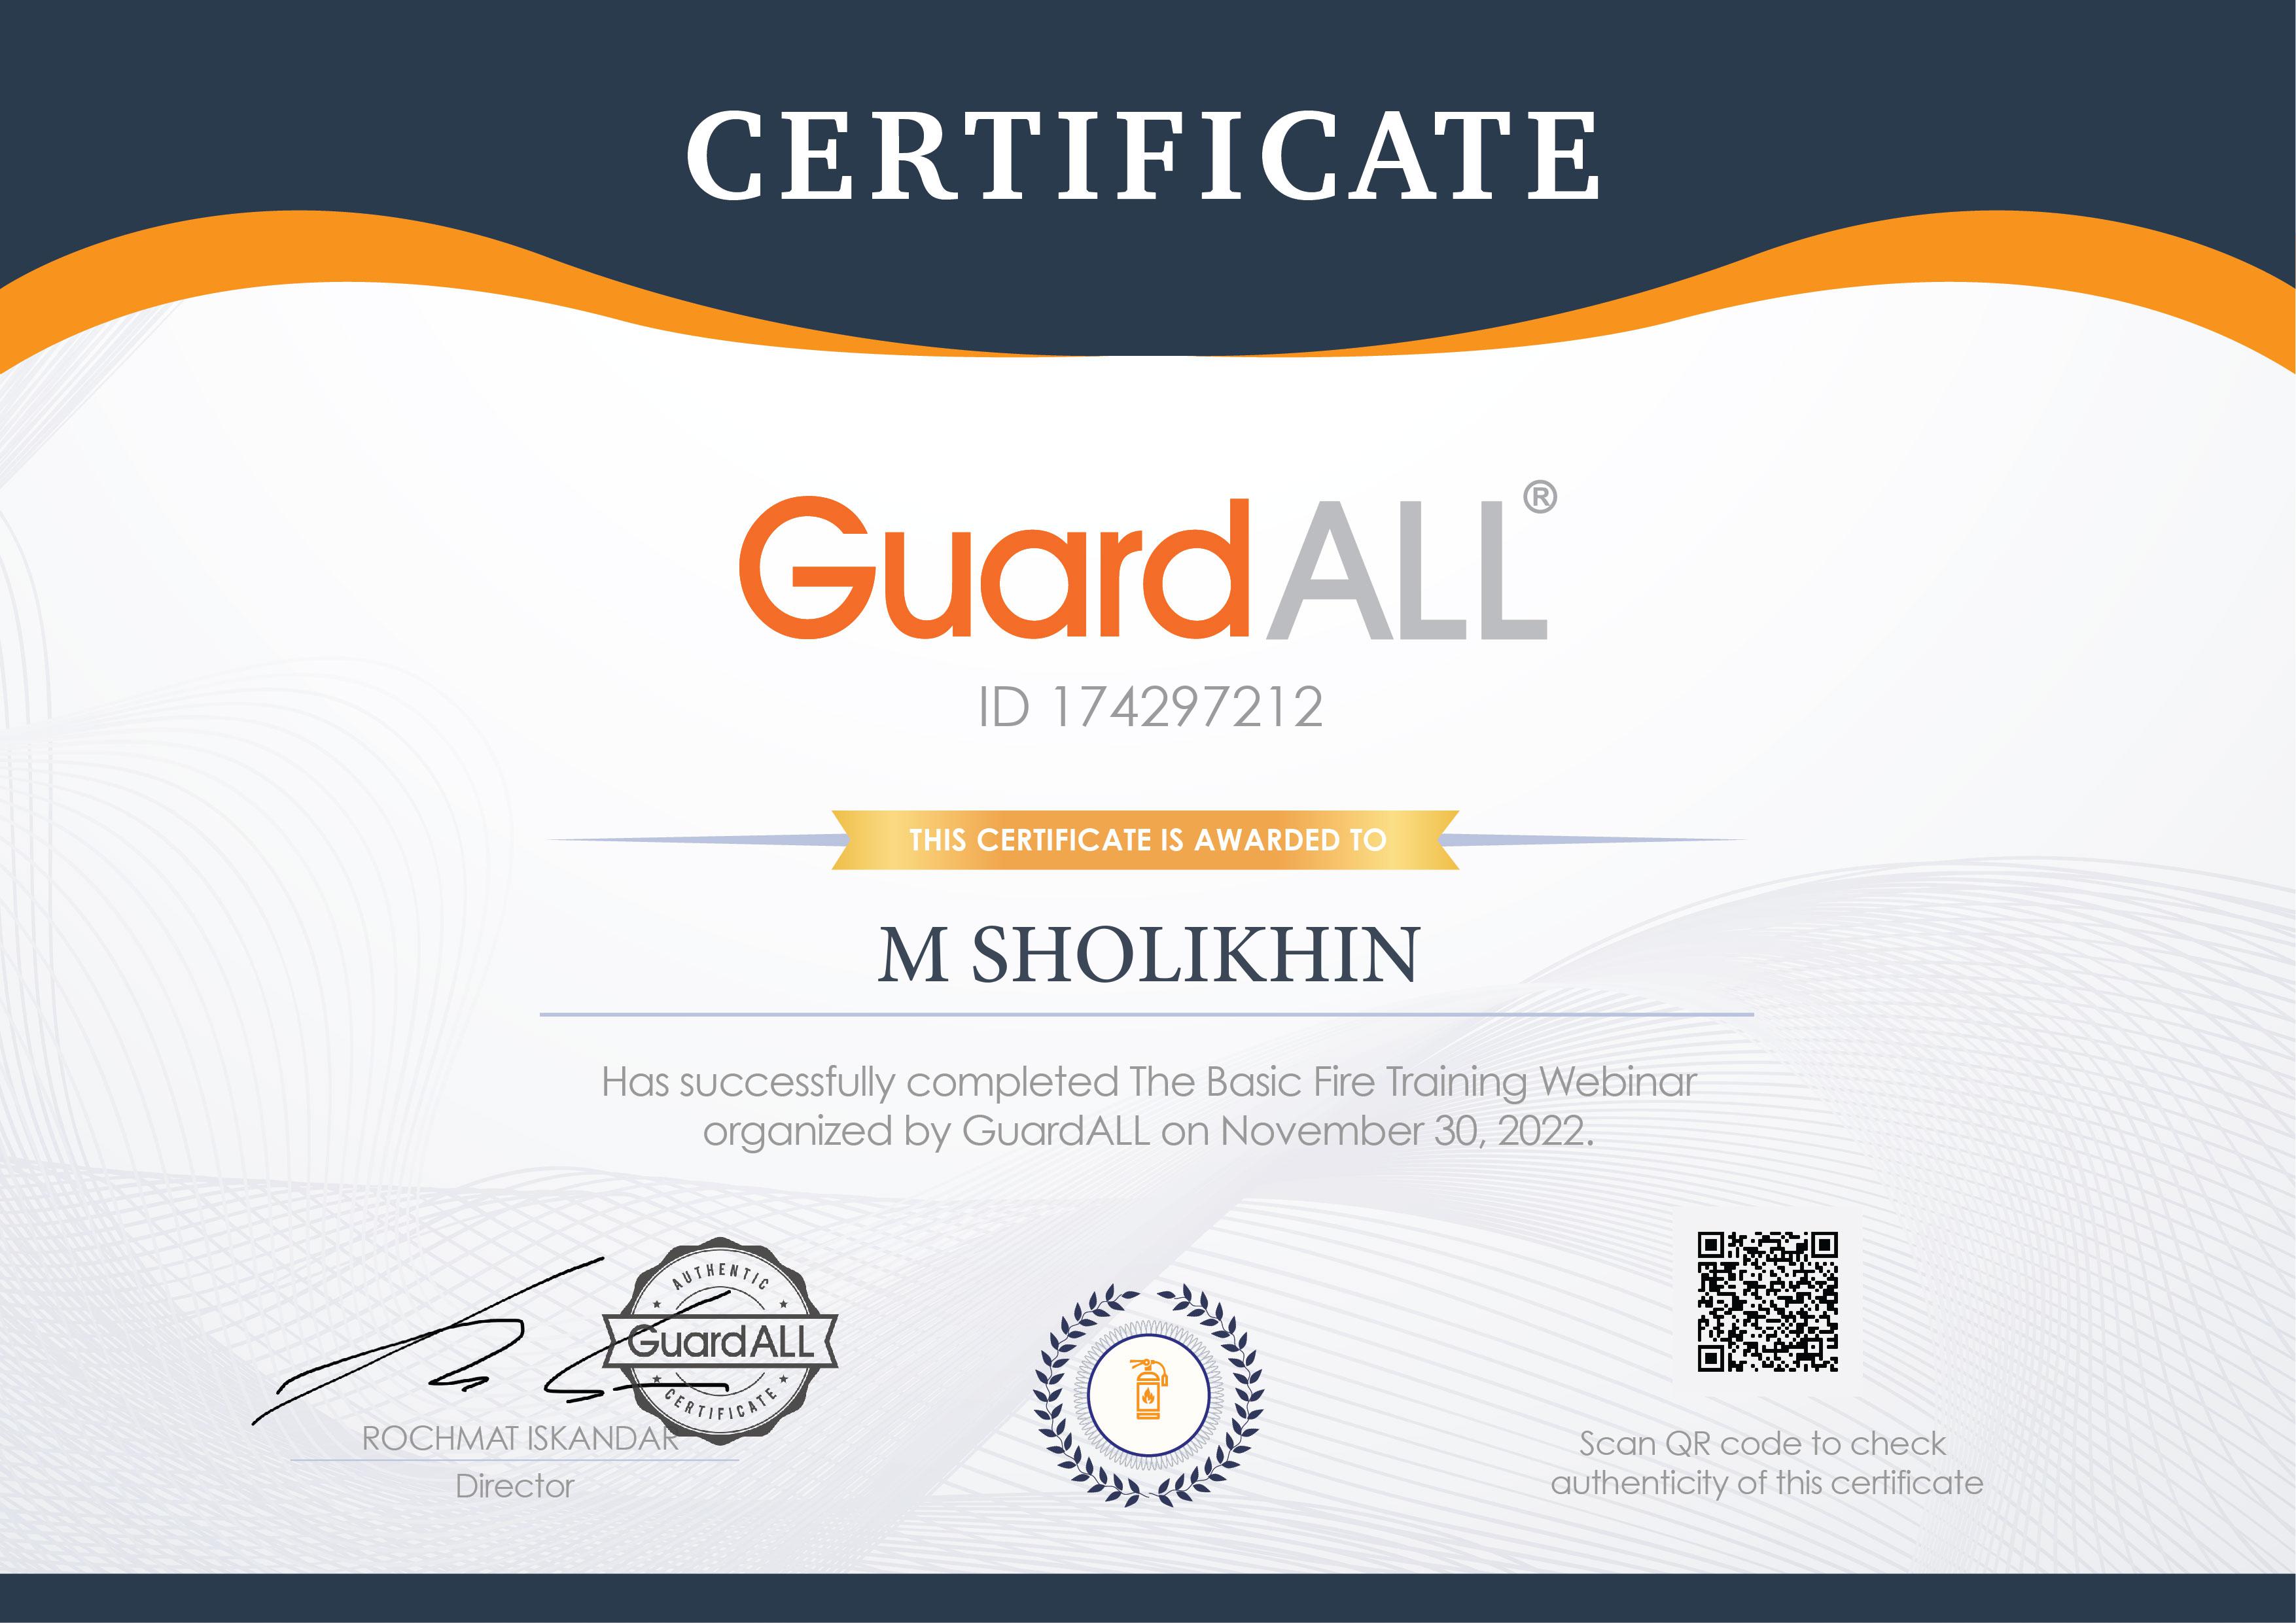 CERTIFICATE
GuardALL®
ID 174297212
THIS CERTIFICATE IS AWARDED TO
M SHOLIKHIN
Has successfully completed The Basic Fire Training Webinar
organized by GuardALL on November 30, 2022.
AUTHENTIC
GuardALL
CERTIFICATE
ROCHMAT ISKANDAR
Director
Scan QR code to check
authenticity of this certificate